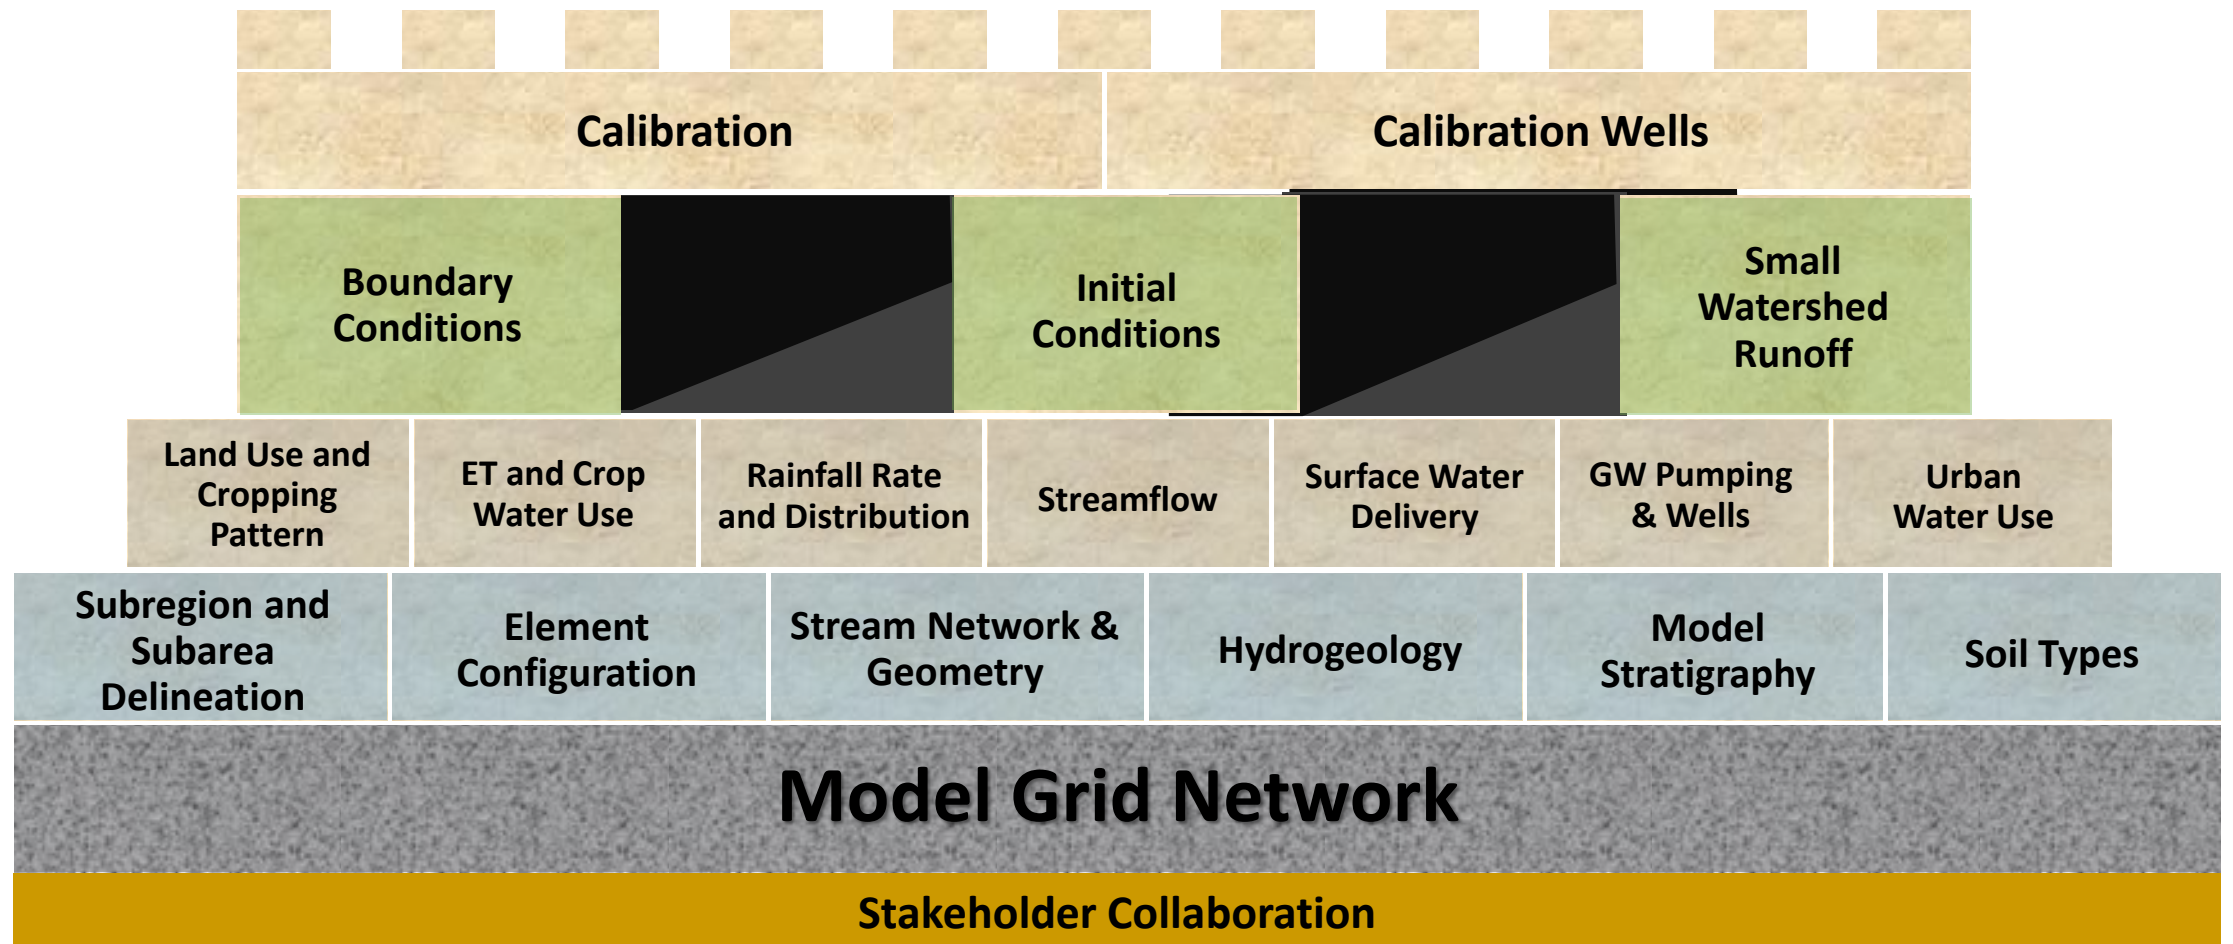 Calibration
Calibration Wells
Boundary
Conditions
Initial
Conditions
Small
Watershed
Runoff
Land Use and
Cropping
Pattern
ET and Crop
Water Use
Rainfall Rate
and Distribution
Streamflow
Surface Water
Delivery
GW Pumping
& Wells
Urban
Water Use
Subregion and
Subarea
Delineation
Element
Configuration
Stream Network &
Geometry
Hydrogeology
Model
Stratigraphy
Soil Types
Model Grid Network
Stakeholder Collaboration